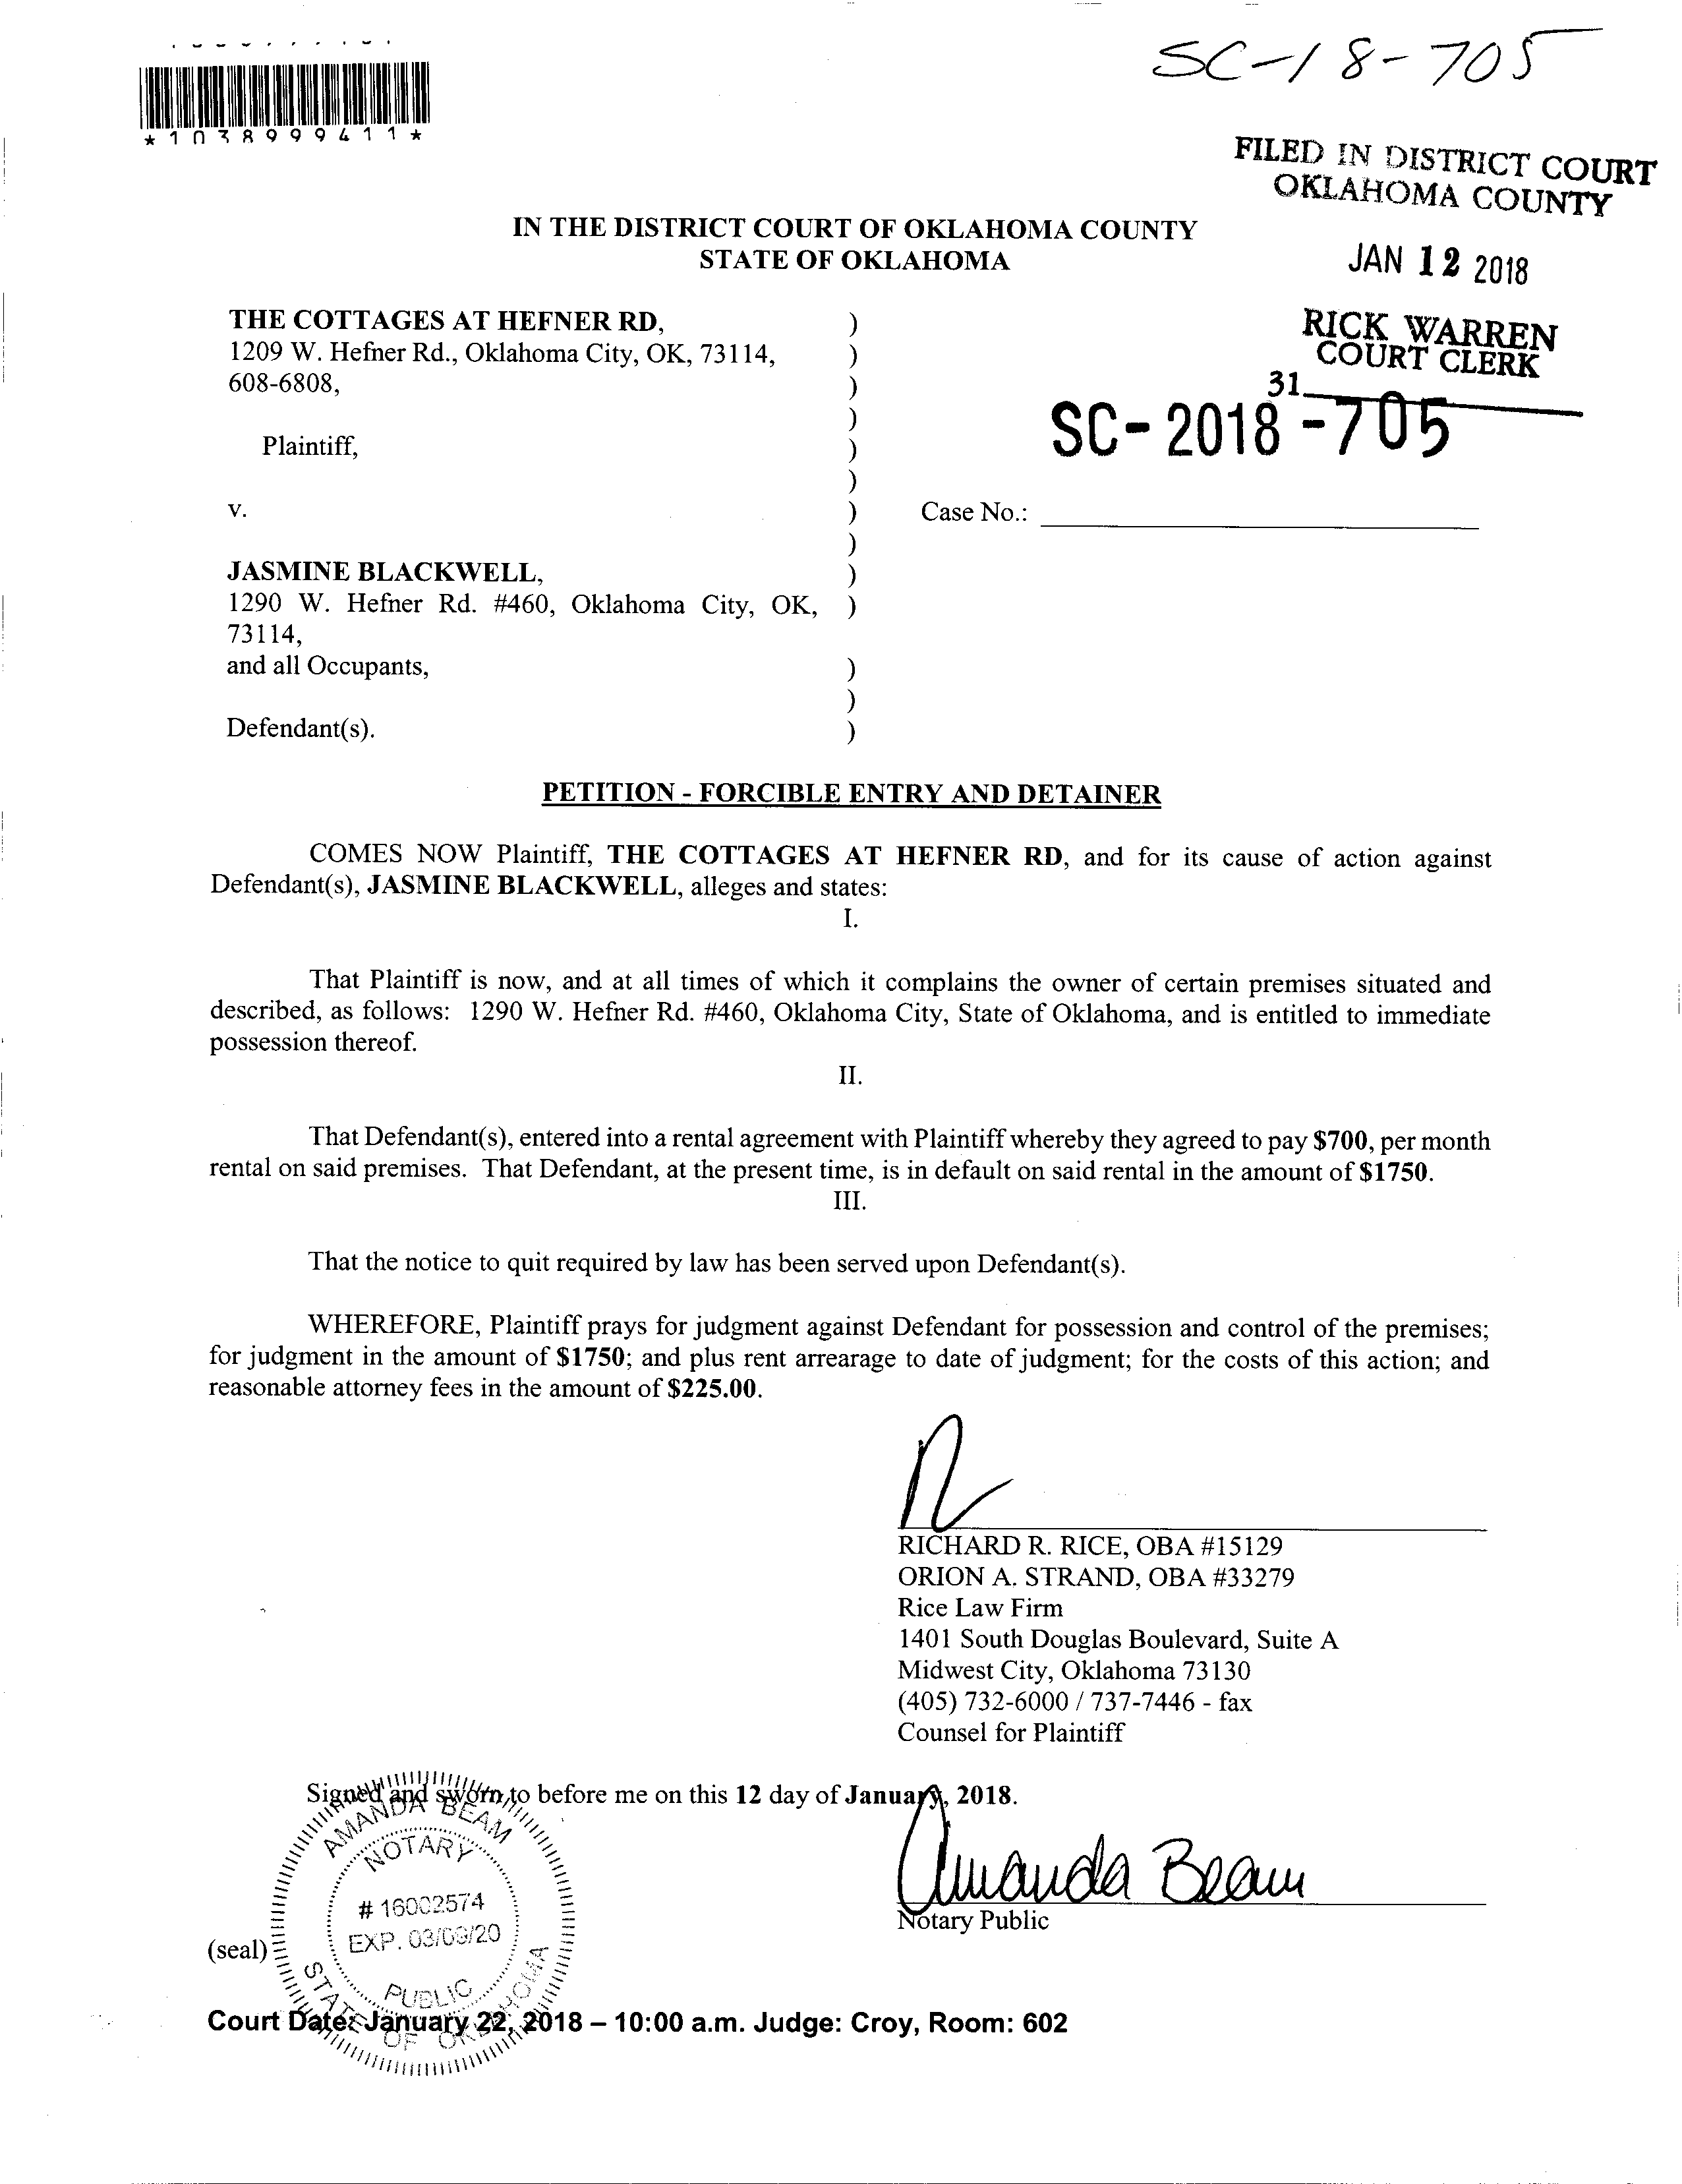 SC-18-705
*1038999411*
FILED IN DISTRICT COURT
OKLAHOMA COUNTY
JAN 12 2018
RICK WARREN
COURT CLERK
31
SC-2018-705
IN THE DISTRICT COURT OF OKLAHOMA COUNTY
STATE OF OKLAHOMA
THE COTTAGES AT HEFNER RD, )
1209 W. Hefner Rd., Oklahoma City, OK, 73114, )
608-6808, )
)
Plaintiff, )
)
v. ) Case No.:
)
JASMINE BLACKWELL, )
1290 W. Hefner Rd. #460, Oklahoma City, OK, )
73114,
and all Occupants, )
)
Defendant(s). )
PETITION - FORCIBLE ENTRY AND DETAINER
COMES NOW Plaintiff, THE COTTAGES AT HEFNER RD, and for its cause of action against
Defendant(s), JASMINE BLACKWELL, alleges and states:
I.
That Plaintiff is now, and at all times of which it complains the owner of certain premises situated and
described, as follows: 1290 W. Hefner Rd. #460, Oklahoma City, State of Oklahoma, and is entitled to immediate
possession thereof.
II.
That Defendant(s), entered into a rental agreement with Plaintiff whereby they agreed to pay $700, per month
rental on said premises. That Defendant, at the present time, is in default on said rental in the amount of $1750.
III.
That the notice to quit required by law has been served upon Defendant(s).
WHEREFORE, Plaintiff prays for judgment against Defendant for possession and control of the premises;
for judgment in the amount of $1750; and plus rent arrearage to date of judgment; for the costs of this action; and
reasonable attorney fees in the amount of $225.00.
RICHARD R. RICE, OBA #15129
ORION A. STRAND, OBA #33279
Rice Law Firm
1401 South Douglas Boulevard, Suite A
Midwest City, Oklahoma 73130
(405) 732-6000 / 737-7446 - fax
Counsel for Plaintiff
Signed and sworn to before me on this 12 day of January, 2018.
Amanda Beam
Notary Public
AMANDA BEAM
NOTARY
# 16002574
EXP. 03/09/20
PUBLIC
STATE OF OKLAHOMA
(seal)
Court Date: January 22, 2018 – 10:00 a.m. Judge: Croy, Room: 602